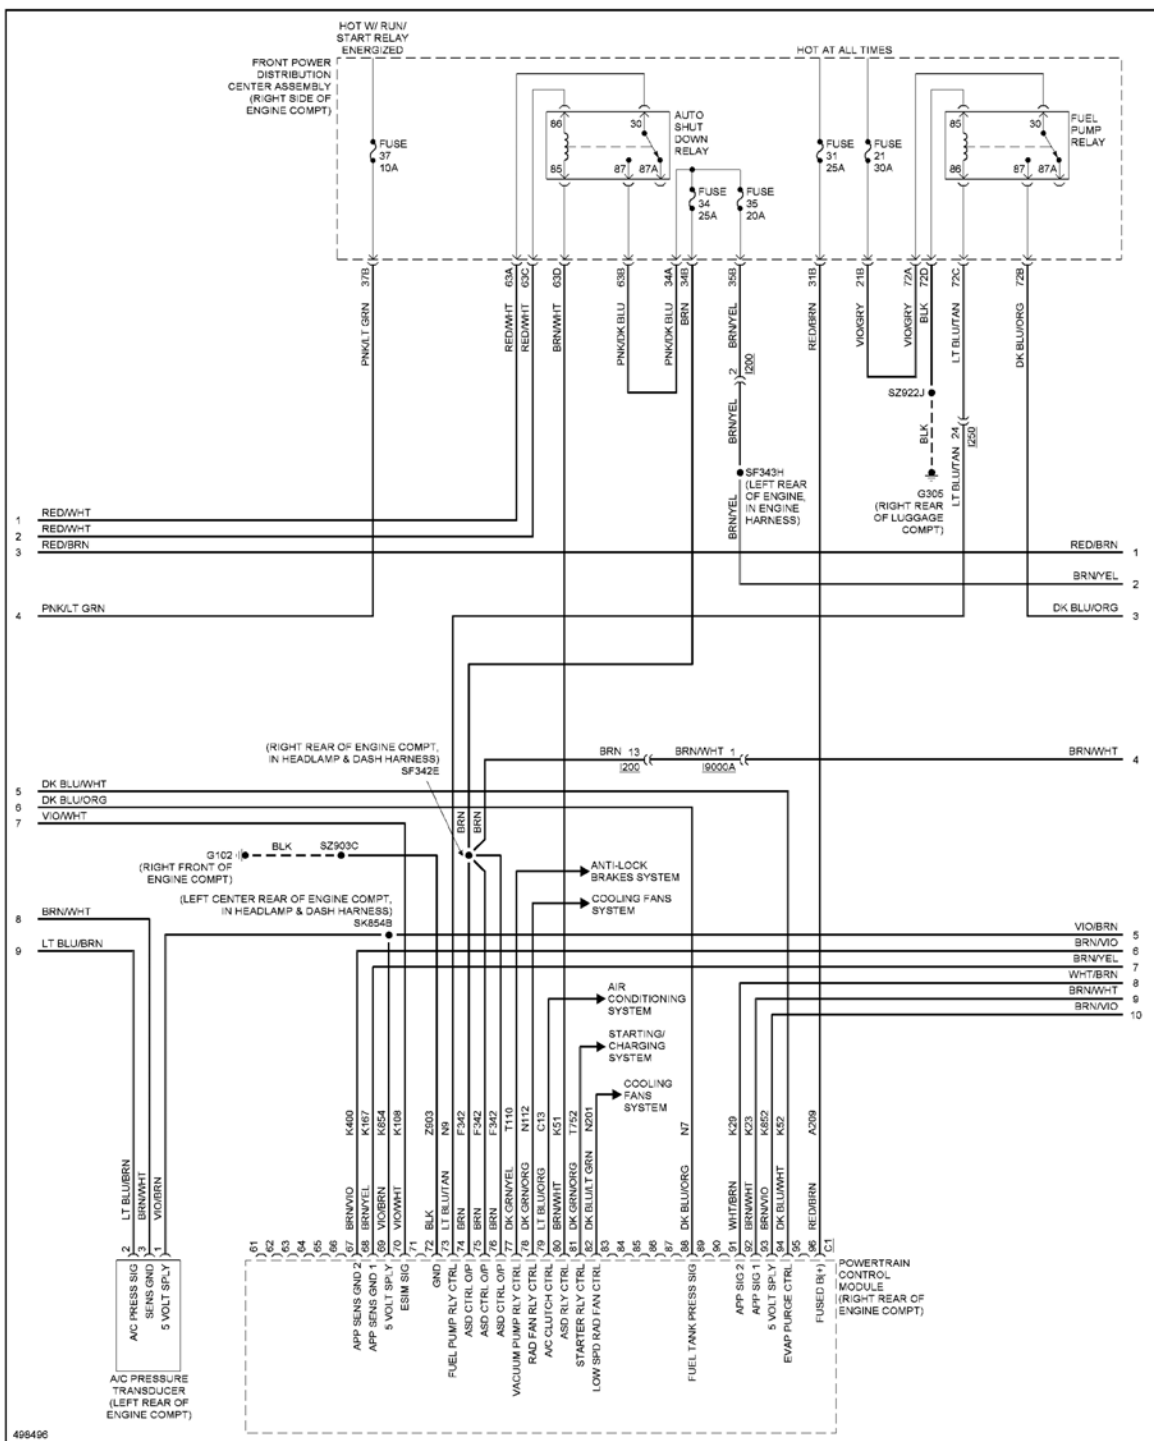 HOT W/ RUN/
START RELAY
ENERGIZED
HOT AT ALL TIMES
FRONT POWER
DISTRIBUTION
CENTER ASSEMBLY
(RIGHT SIDE OF
ENGINE COMPT)
FUSE
37
10A
86
30
85
87
87A
AUTO
SHUT
DOWN
RELAY
FUSE
34
25A
FUSE
35
20A
FUSE
31
25A
FUSE
21
30A
85
30
86
87
87A
FUEL
PUMP
RELAY
37B
63A
63C
63D
63B
34A
34B
35B
31B
21B
72A
72D
72C
72B
PNK/LT GRN
RED/WHT
RED/WHT
BRN/WHT
PNK/DK BLU
PNK/DK BLU
BRN
BRN/YEL
RED/BRN
VIO/GRY
VIO/GRY
BLK
LT BLU/TAN
DK BLU/ORG
2
I200
BRN/YEL
SZ922J
BLK
24
I250
LT BLU/TAN
SF343H
(LEFT REAR
OF ENGINE,
IN ENGINE
HARNESS)
BRN/YEL
G305
(RIGHT REAR
OF LUGGAGE
COMPT)
1 RED/WHT
2 RED/WHT
3 RED/BRN
RED/BRN 1
BRN/YEL 2
4 PNK/LT GRN
DK BLU/ORG 3
(RIGHT REAR OF ENGINE COMPT,
IN HEADLAMP & DASH HARNESS)
SF342E
BRN 13
I200
BRN/WHT 1
I9000A
BRN/WHT 4
5 DK BLU/WHT
6 DK BLU/ORG
7 VIO/WHT
BRN
BRN
G102
(RIGHT FRONT OF
ENGINE COMPT)
BLK
SZ903C
ANTI-LOCK
BRAKES SYSTEM
(LEFT CENTER REAR OF ENGINE COMPT,
IN HEADLAMP & DASH HARNESS)
SK854B
COOLING FANS
SYSTEM
8 BRN/WHT
9 LT BLU/BRN
VIO/BRN 5
BRN/VIO 6
BRN/YEL 7
WHT/BRN 8
BRN/WHT 9
BRN/VIO 10
AIR
CONDITIONING
SYSTEM
STARTING/
CHARGING
SYSTEM
COOLING
FANS
SYSTEM
K400
K167
K854
K108
Z903
N9
F342
F342
F342
T110
N112
C13
K51
T752
N201
N7
K29
K23
K852
K52
A209
LT BLU/BRN
BRN/WHT
VIO/BRN
BRN/VIO
BRN/YEL
VIO/BRN
VIO/WHT
BLK
LT BLU/TAN
BRN
BRN
BRN
DK GRN/YEL
DK GRN/ORG
LT BLU/ORG
BRN/WHT
DK GRN/ORG
DK BLU/LT GRN
DK BLU/ORG
WHT/BRN
BRN/WHT
BRN/VIO
DK BLU/WHT
RED/BRN
2
3
1
61
62
63
64
65
66
67
68
69
70
71
72
73
74
75
76
77
78
79
80
81
82
83
84
85
86
87
88
89
90
91
92
93
94
95
96
C1
A/C PRESS SIG
SENS GND
5 VOLT SPLY
APP SENS GND 2
APP SENS GND 1
5 VOLT SPLY
ESIM SIG
GND
FUEL PUMP RLY CTRL
ASD CTRL O/P
ASD CTRL O/P
ASD CTRL O/P
VACUUM PUMP RLY CTRL
RAD FAN RLY CTRL
A/C CLUTCH CTRL
ASD RLY CTRL
STARTER RLY CTRL
LOW SPD RAD FAN CTRL
FUEL TANK PRESS SIG
APP SIG 2
APP SIG 1
5 VOLT SPLY
EVAP PURGE CTRL
FUSED B(+)
POWERTRAIN
CONTROL
MODULE
(RIGHT REAR OF
ENGINE COMPT)
A/C PRESSURE
TRANSDUCER
(LEFT REAR OF
ENGINE COMPT)
498496